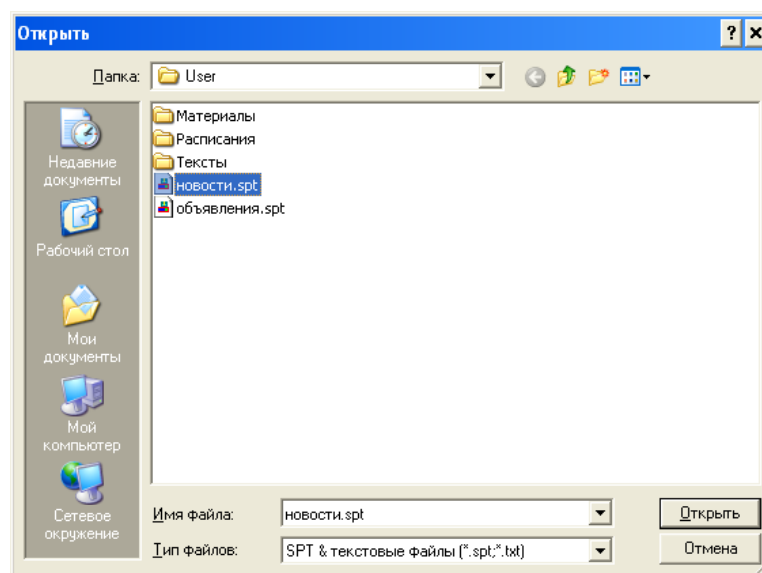 Открыть
Папка:
User
Недавние
документы
Рабочий стол
Мои
документы
Мой
компьютер
Сетевое
окружение
Материалы
Расписания
Тексты
новости.spt
объявления.spt
Имя файла:
новости.spt
Открыть
Тип файлов:
SPT & текстовые файлы (*.spt;*.txt)
Отмена